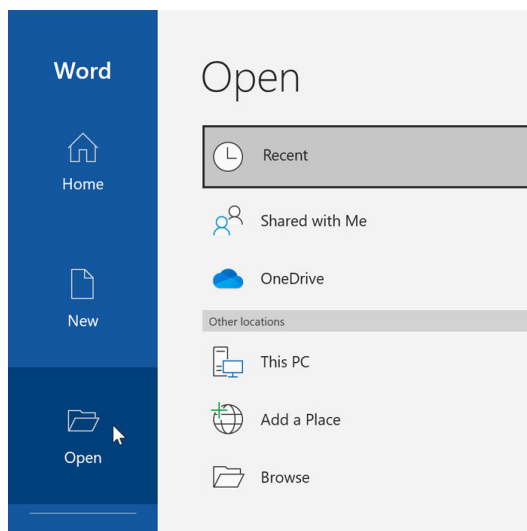 Word
Home
New
Open
Open
Recent
Shared with Me
OneDrive
Other locations
This PC
Add a Place
Browse